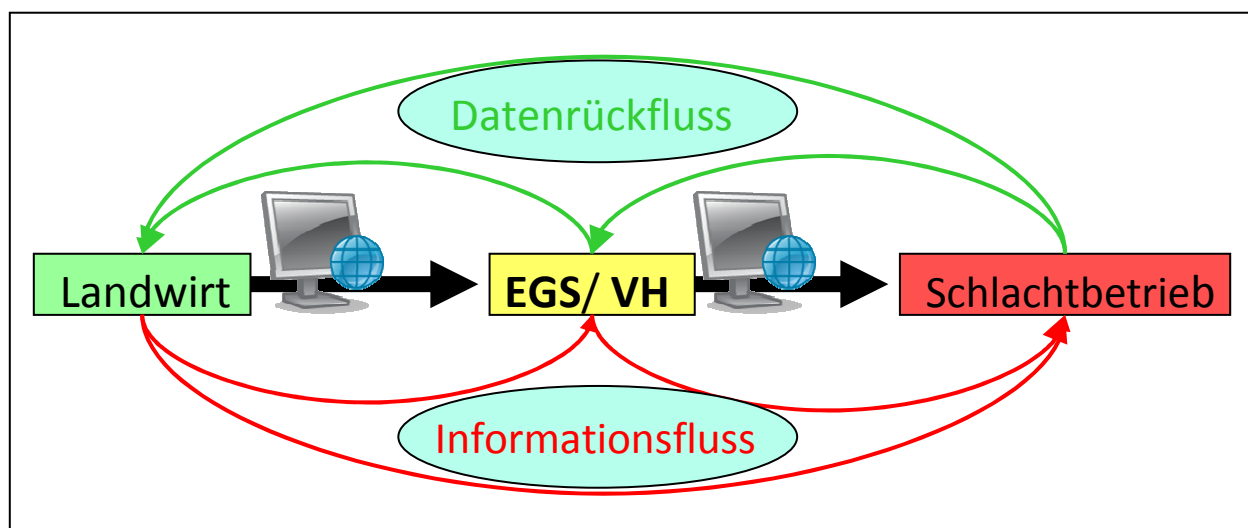 Datenrückfluss
Landwirt
EGS/ VH
Schlachtbetrieb
Informationsfluss